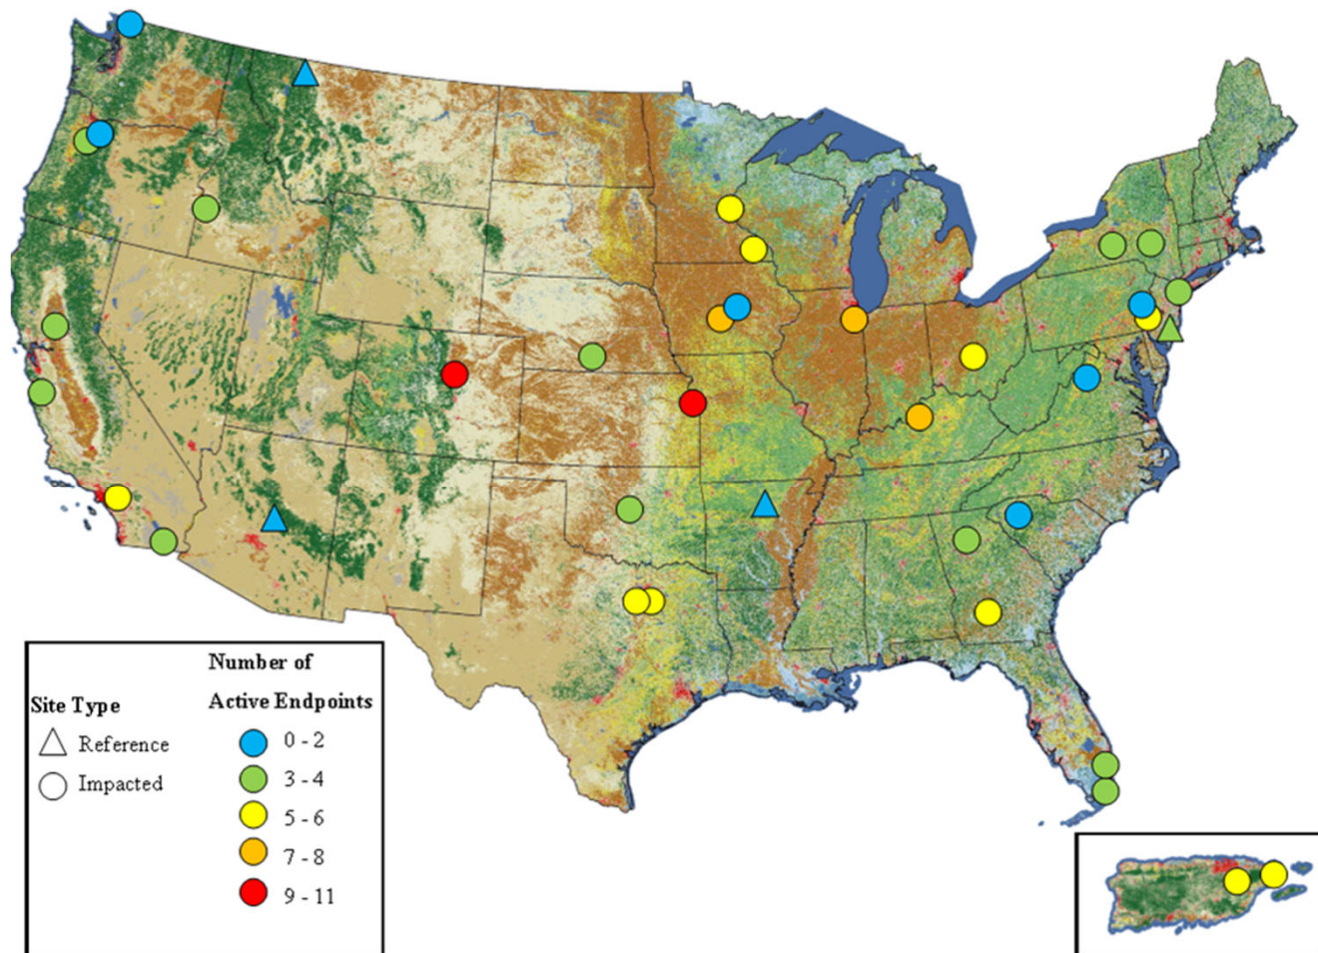 Number of
Active Endpoints
Site Type
Reference
Impacted
0 - 2
3 - 4
5 - 6
7 - 8
9 - 11